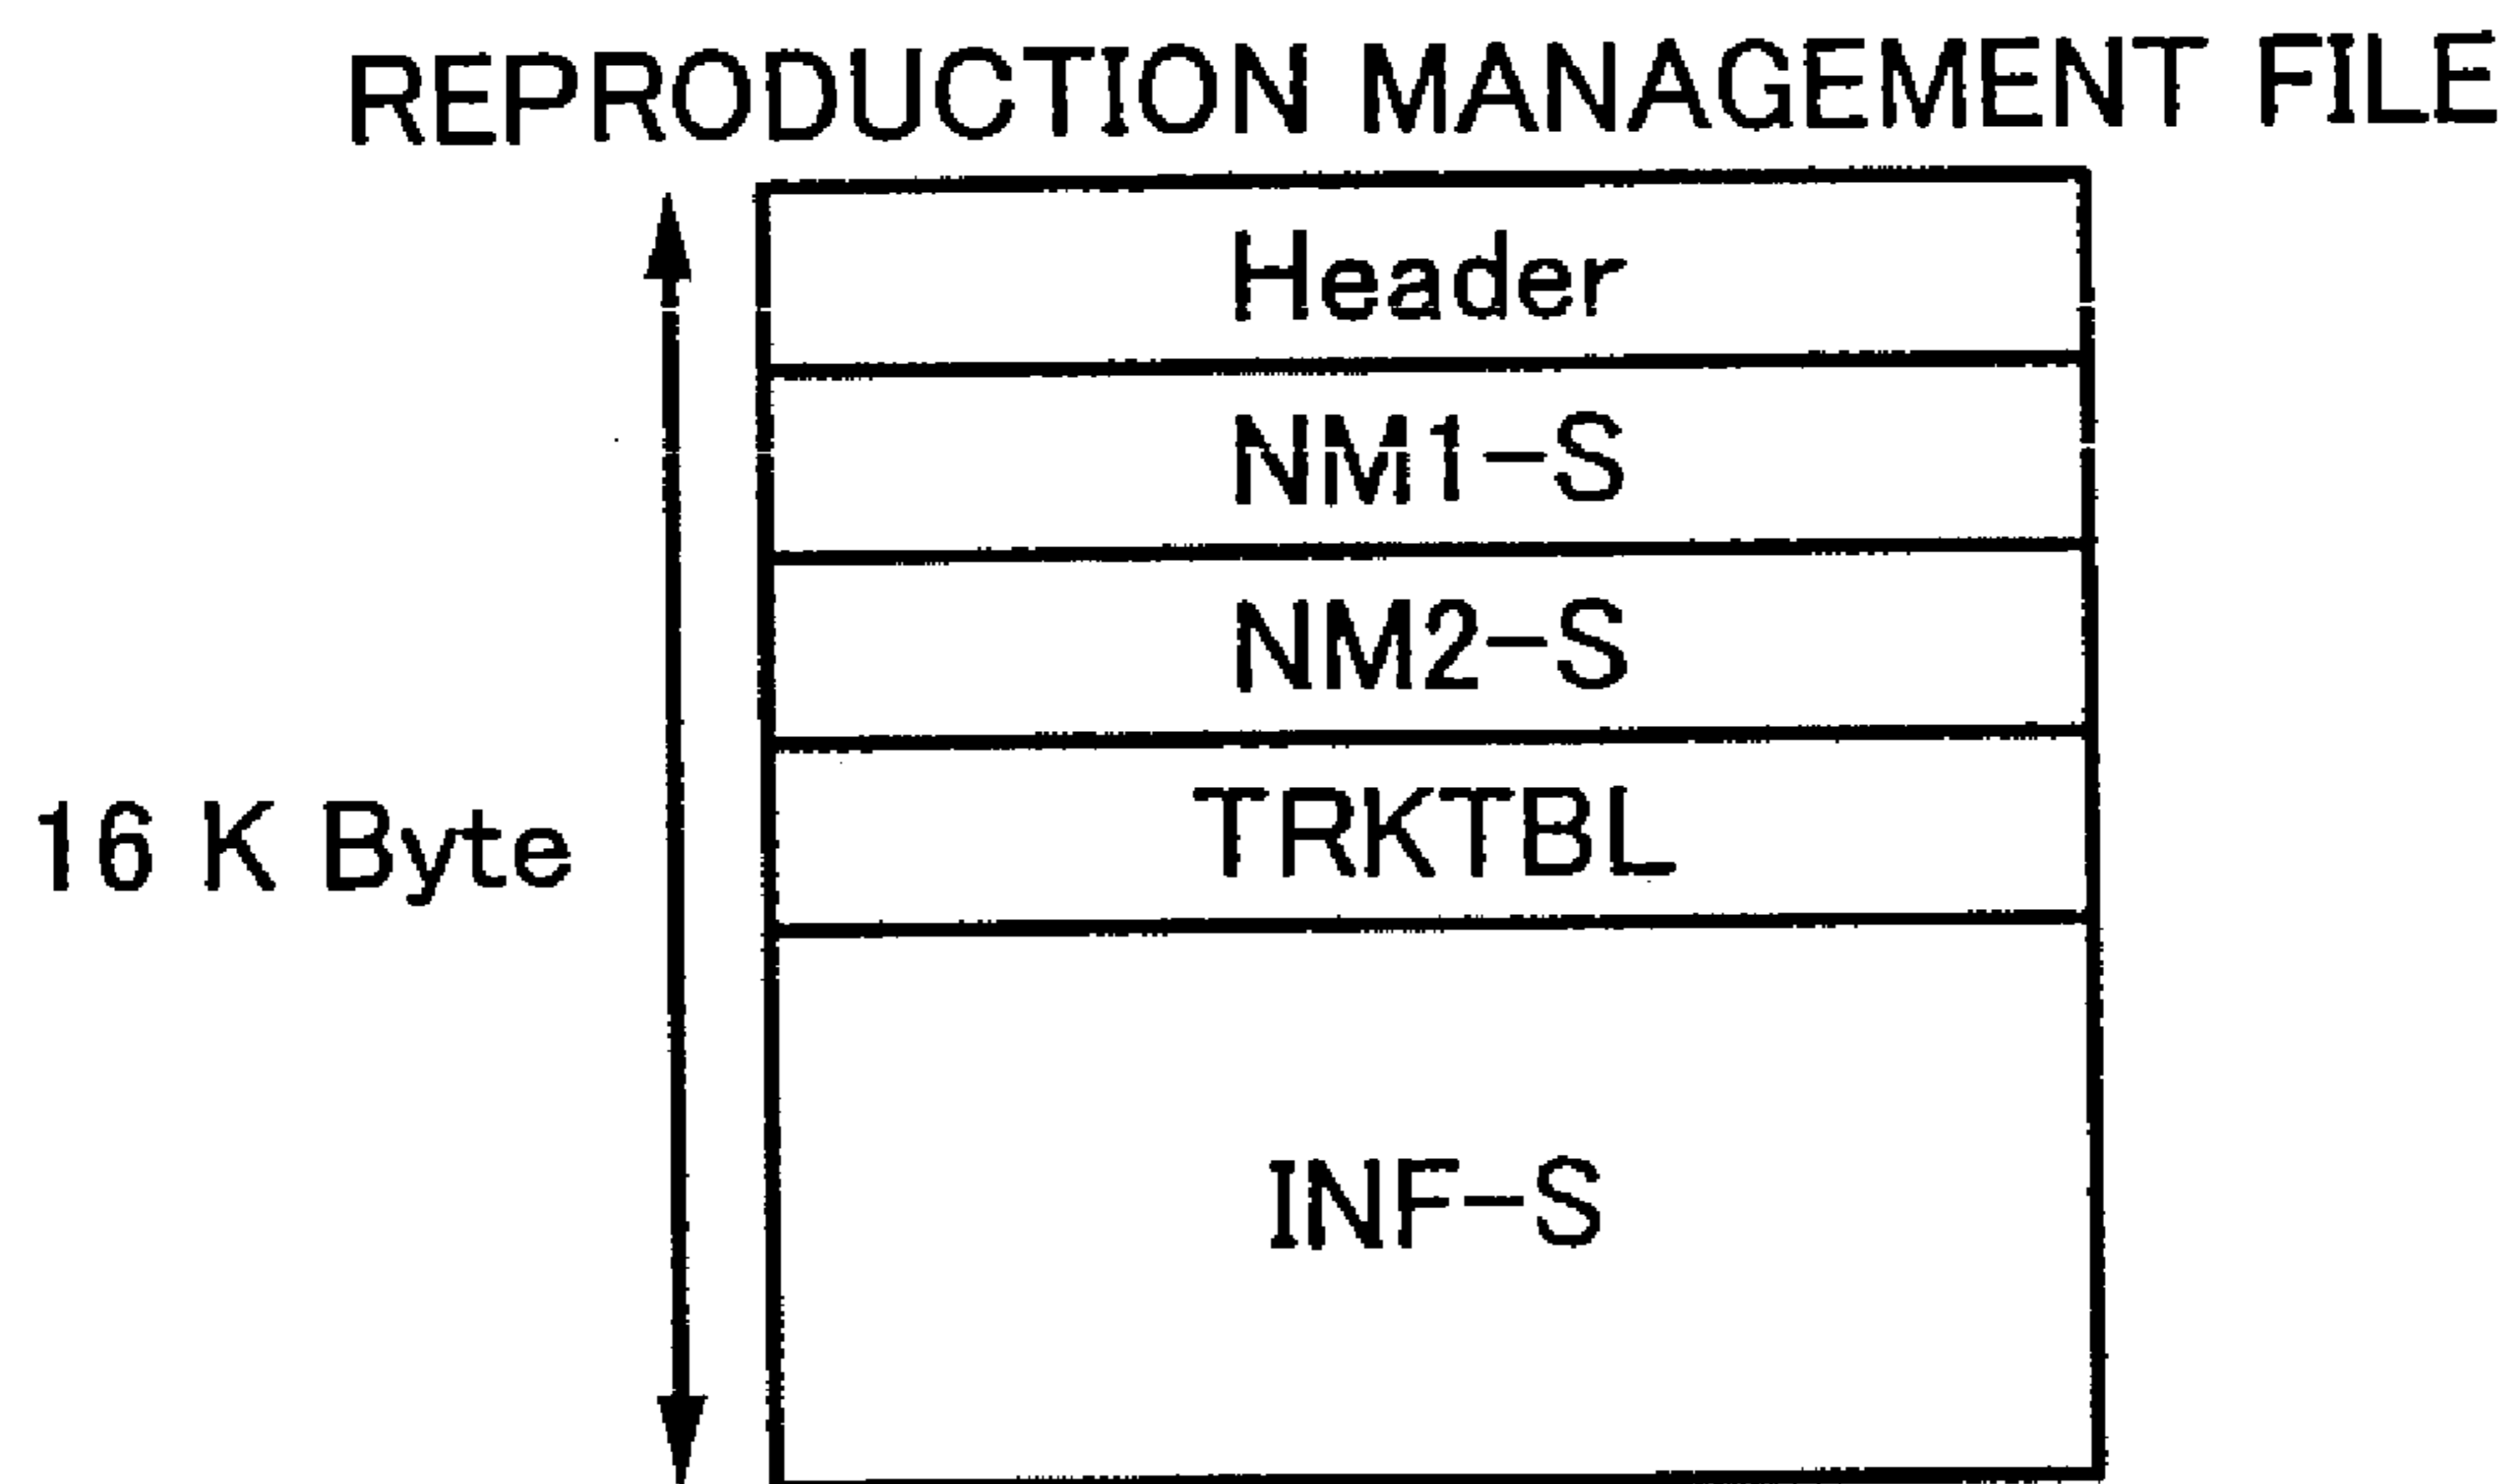 REPRODUCTION MANAGEMENT FILE
Header
NM1-S
NM2-S
TRKTBL
16 K Byte
INF-S